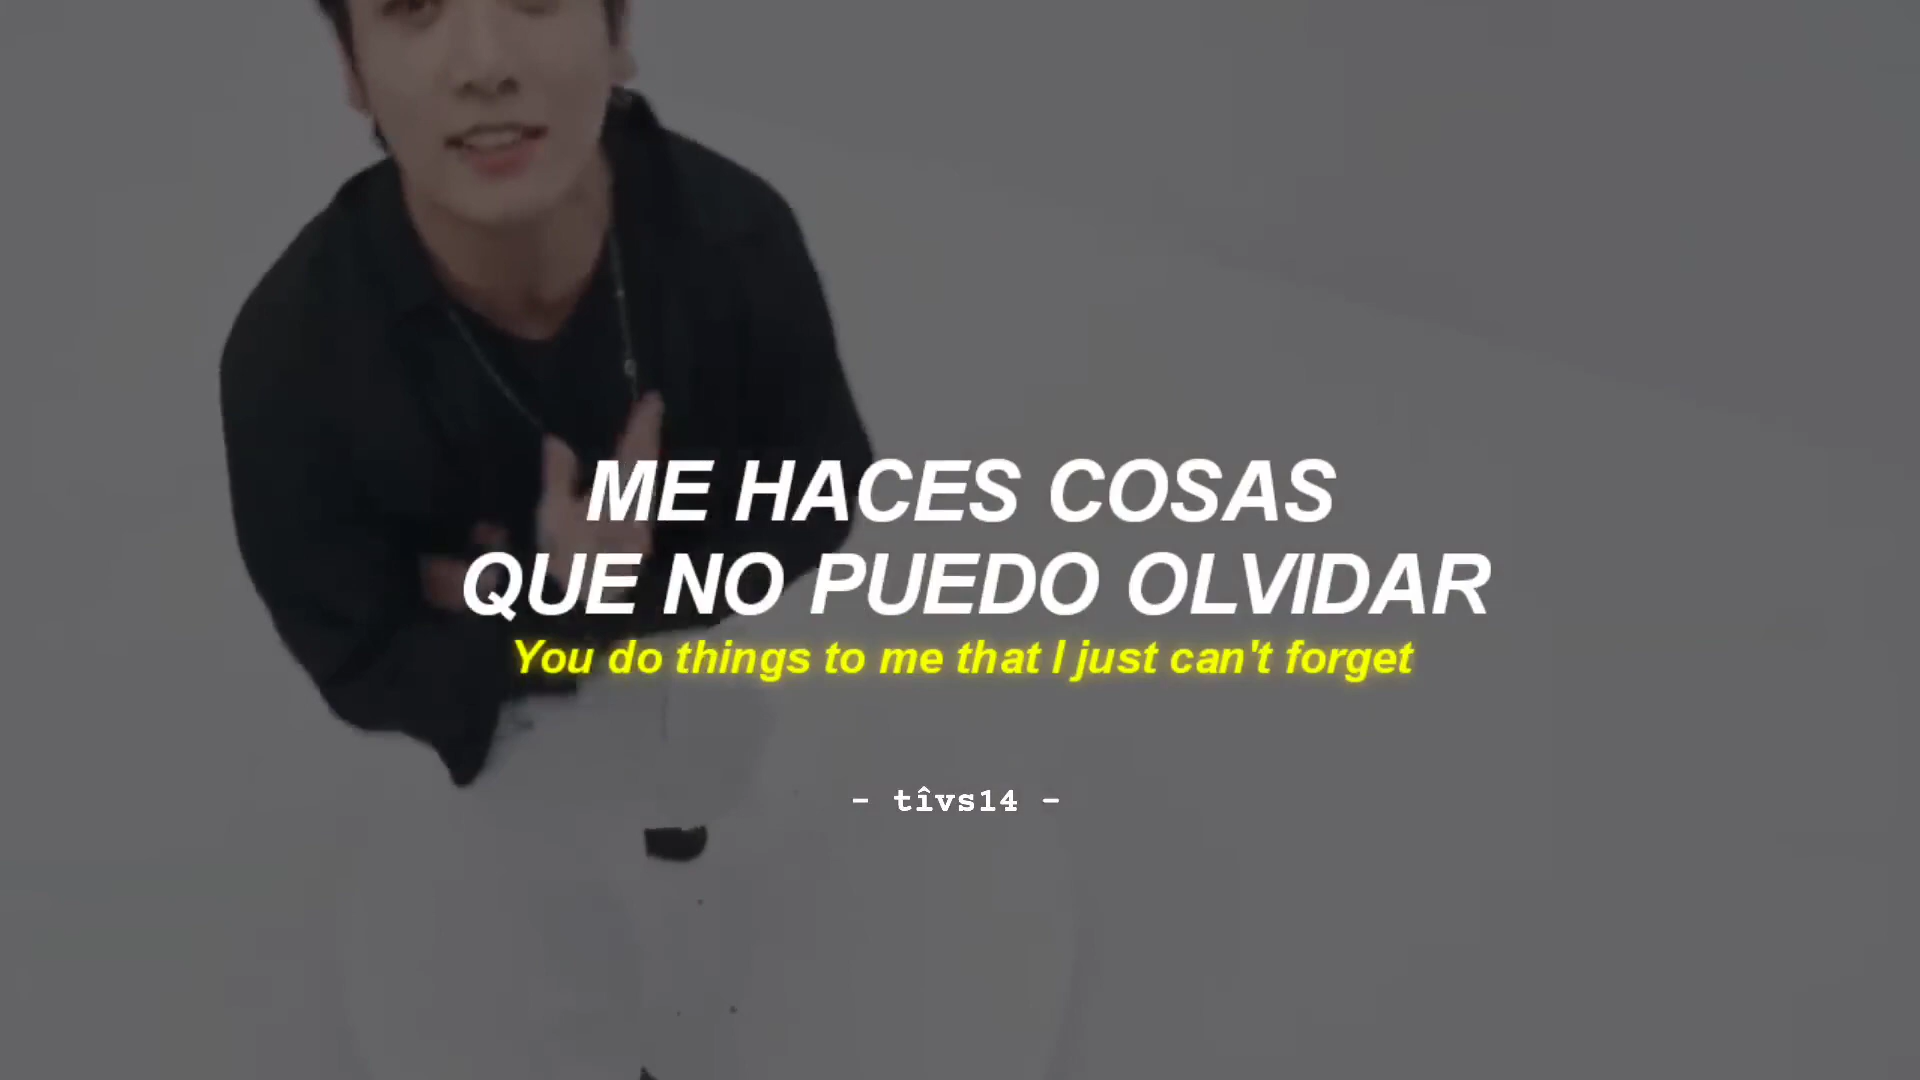 ME HACES COSAS
QUE NO PUEDO OLVIDAR
You do things to me that I just can't forget
- tîvs14 -